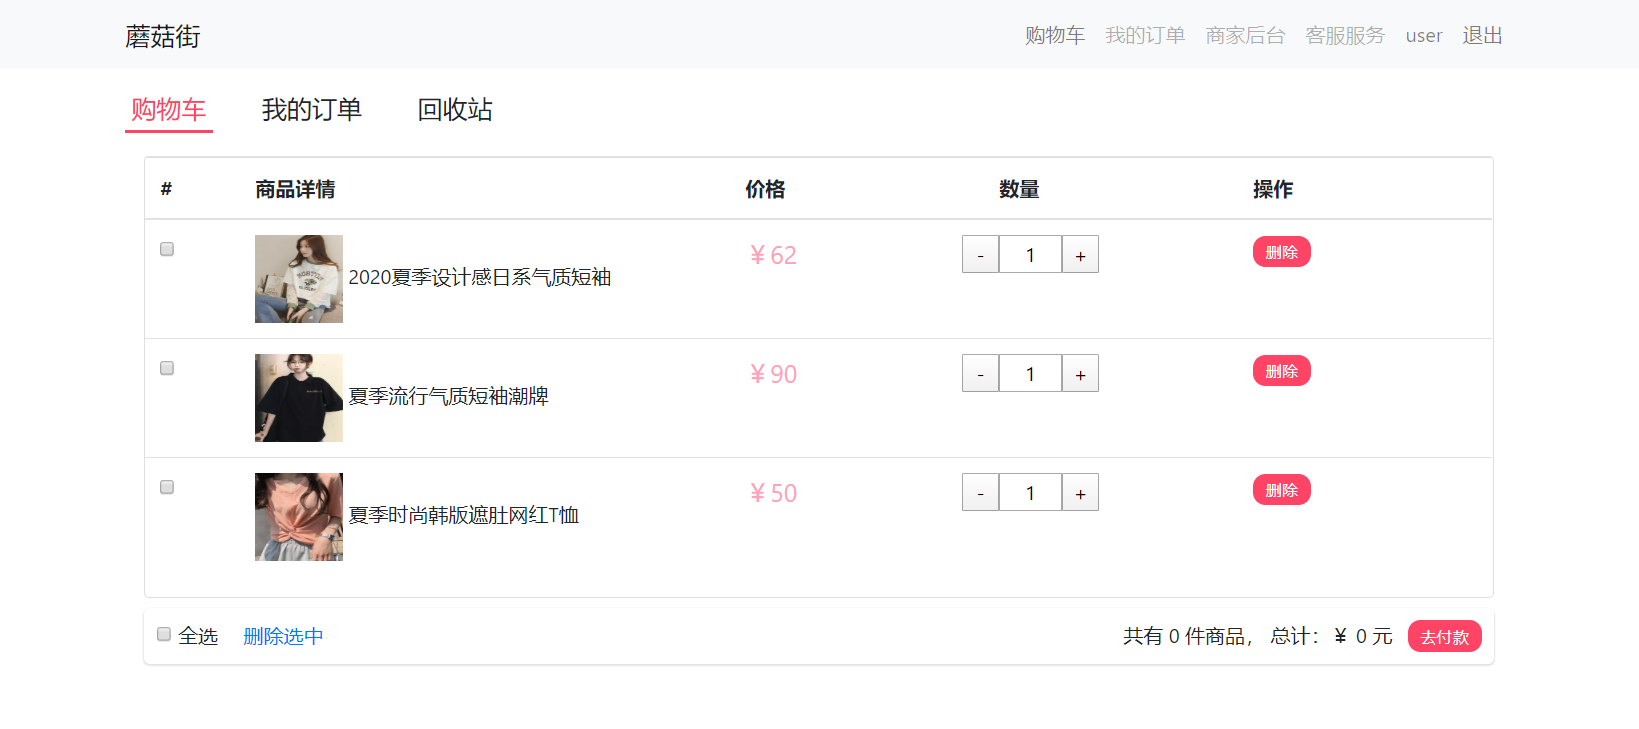 蘑菇街 购物车 我的订单 商家后台 客服服务 user 退出
购物车 我的订单 回收站
# 商品详情 价格 数量 操作
2020夏季设计感日系气质短袖 ¥ 62 - 1 + 删除
夏季流行气质短袖潮牌 ¥ 90 - 1 + 删除
夏季时尚韩版遮肚网红T恤 ¥ 50 - 1 + 删除
全选 删除选中 共有 0 件商品， 总计：¥ 0 元 去付款